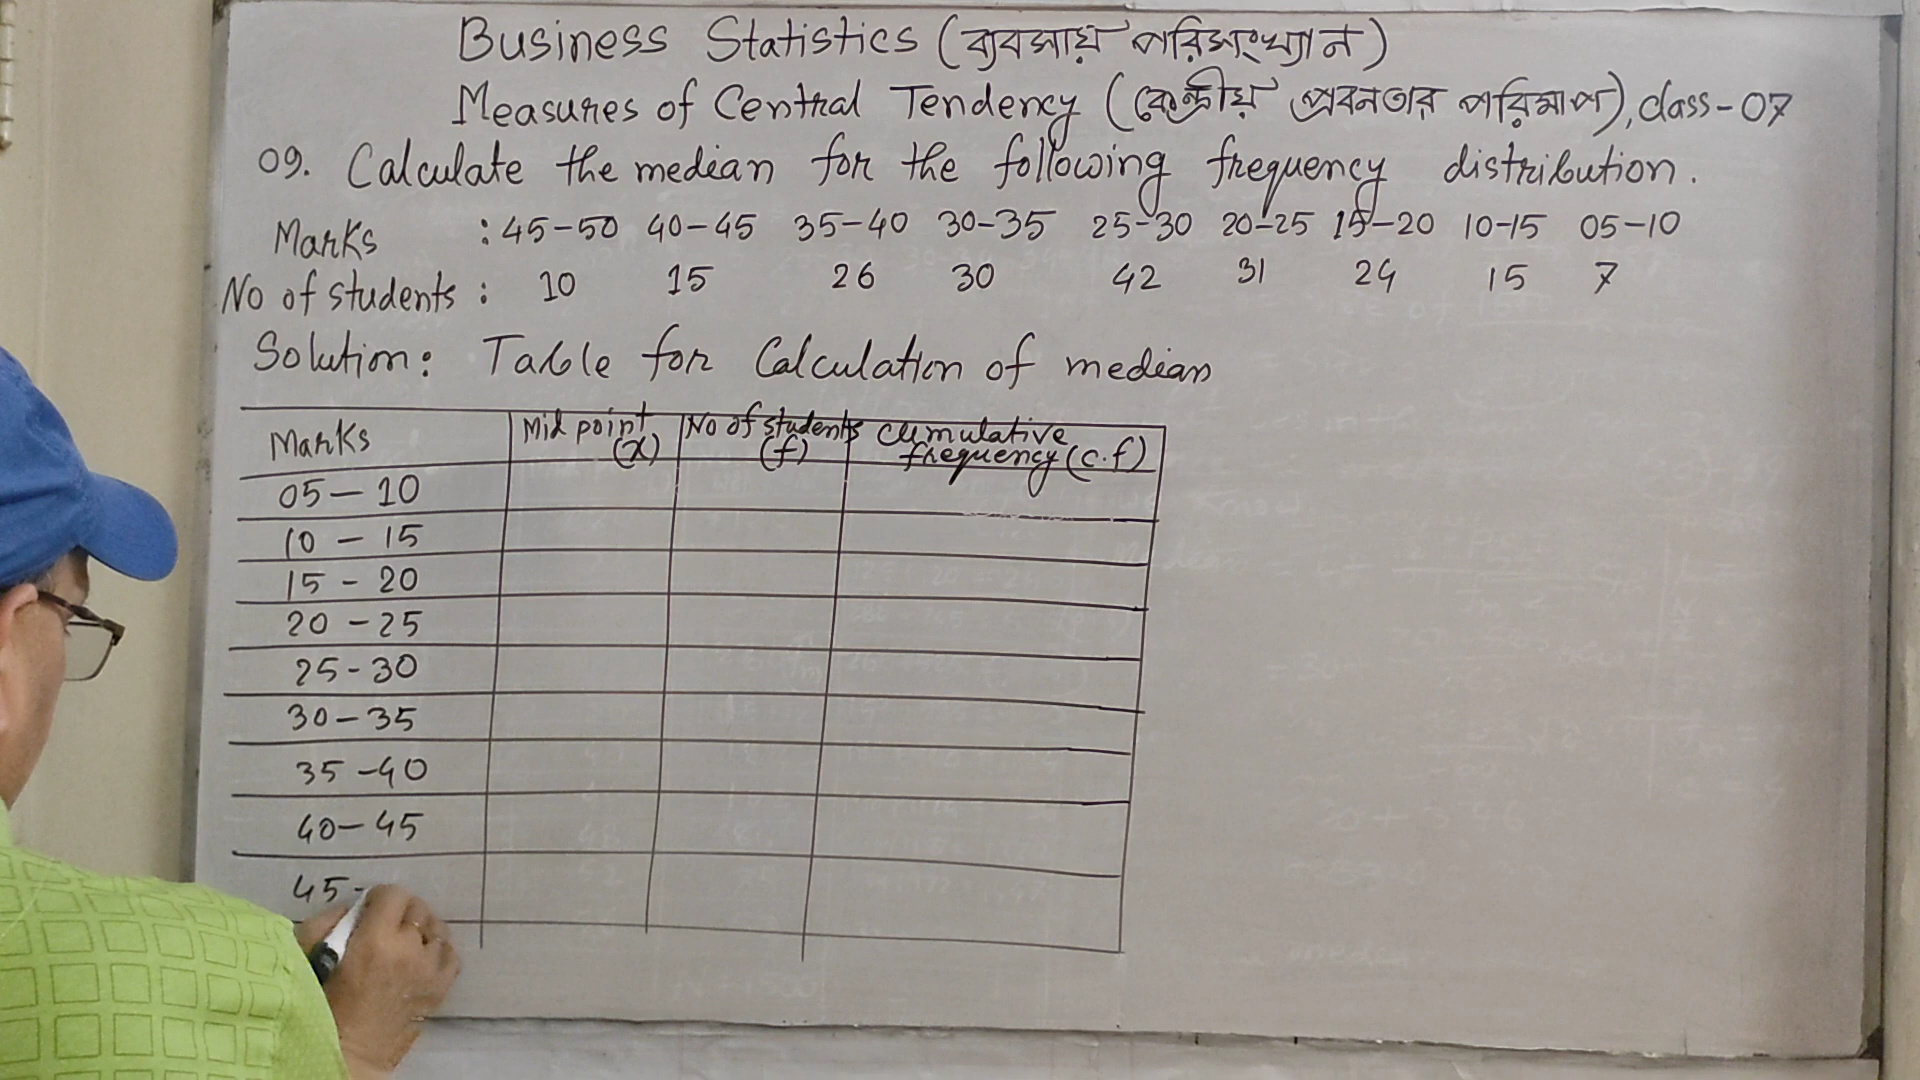 Business Statistics (ব্যবসায় পরিসংখ্যান)
Measures of Central Tendency (কেন্দ্রীয় প্রবনতার পরিমাপ), class-07
09. Calculate the median for the following frequency distribution.
Marks : 45-50 40-45 35-40 30-35 25-30 20-25 15-20 10-15 05-10
No of students : 10 15 26 30 42 31 24 15 7
Solution: Table for Calculation of median
Marks Mid point (x) No of students (f) Cumulative frequency (c.f)
05 - 10
10 - 15
15 - 20
20 - 25
25 - 30
30 - 35
35 - 40
40 - 45
45 -